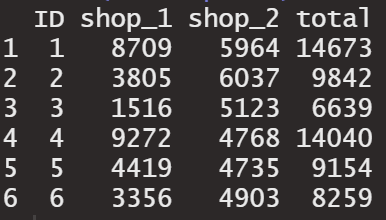 ID shop_1 shop_2 total
1 1 8709 5964 14673
2 2 3805 6037 9842
3 3 1516 5123 6639
4 4 9272 4768 14040
5 5 4419 4735 9154
6 6 3356 4903 8259